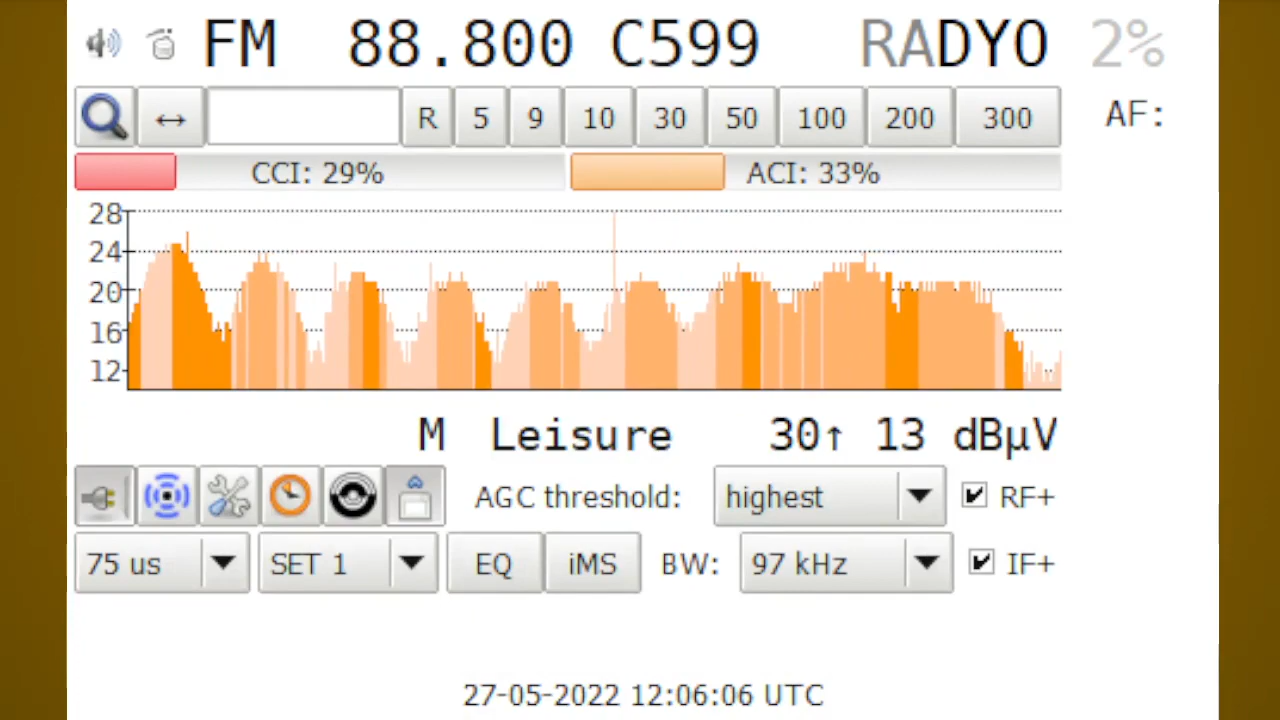 FM 88.800 C599 RADYO 2%
R 5 9 10 30 50 100 200 300 AF:
CCI: 29% ACI: 33%
28
24
20
16
12
M Leisure 30↑ 13 dBµV
AGC threshold: highest RF+
75 us SET 1 EQ iMS BW: 97 kHz IF+
27-05-2022 12:06:06 UTC